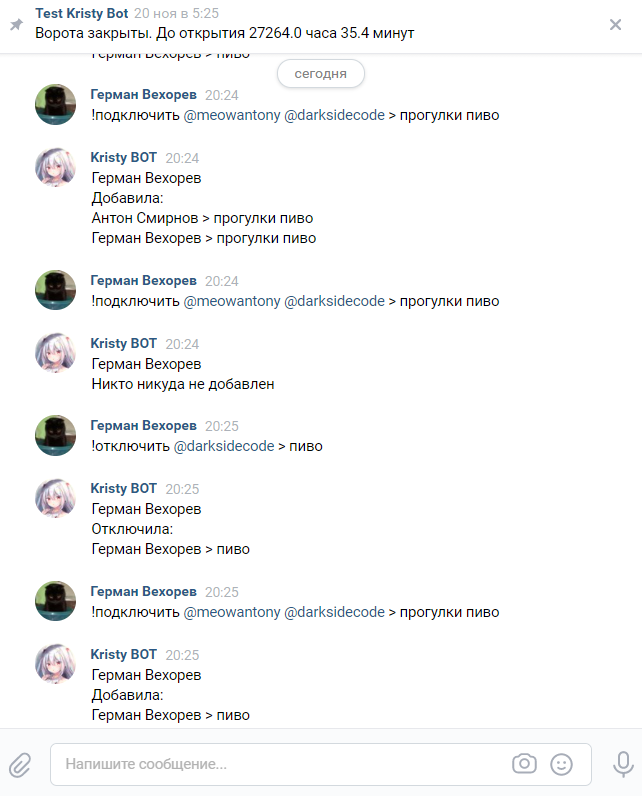 Test Kristy Bot 20 ноя в 5:25
Ворота закрыты. До открытия 27264.0 часа 35.4 минут
Герман Вехорев > пиво
сегодня
Герман Вехорев 20:24
!подключить @meowantony @darksidecode > прогулки пиво
Kristy BOT 20:24
Герман Вехорев
Добавила:
Антон Смирнов > прогулки пиво
Герман Вехорев > прогулки пиво
Герман Вехорев 20:24
!подключить @meowantony @darksidecode > прогулки пиво
Kristy BOT 20:24
Герман Вехорев
Никто никуда не добавлен
Герман Вехорев 20:25
!отключить @darksidecode > пиво
Kristy BOT 20:25
Герман Вехорев
Отключила:
Герман Вехорев > пиво
Герман Вехорев 20:25
!подключить @meowantony @darksidecode > прогулки пиво
Kristy BOT 20:25
Герман Вехорев
Добавила:
Герман Вехорев > пиво
Напишите сообщение...